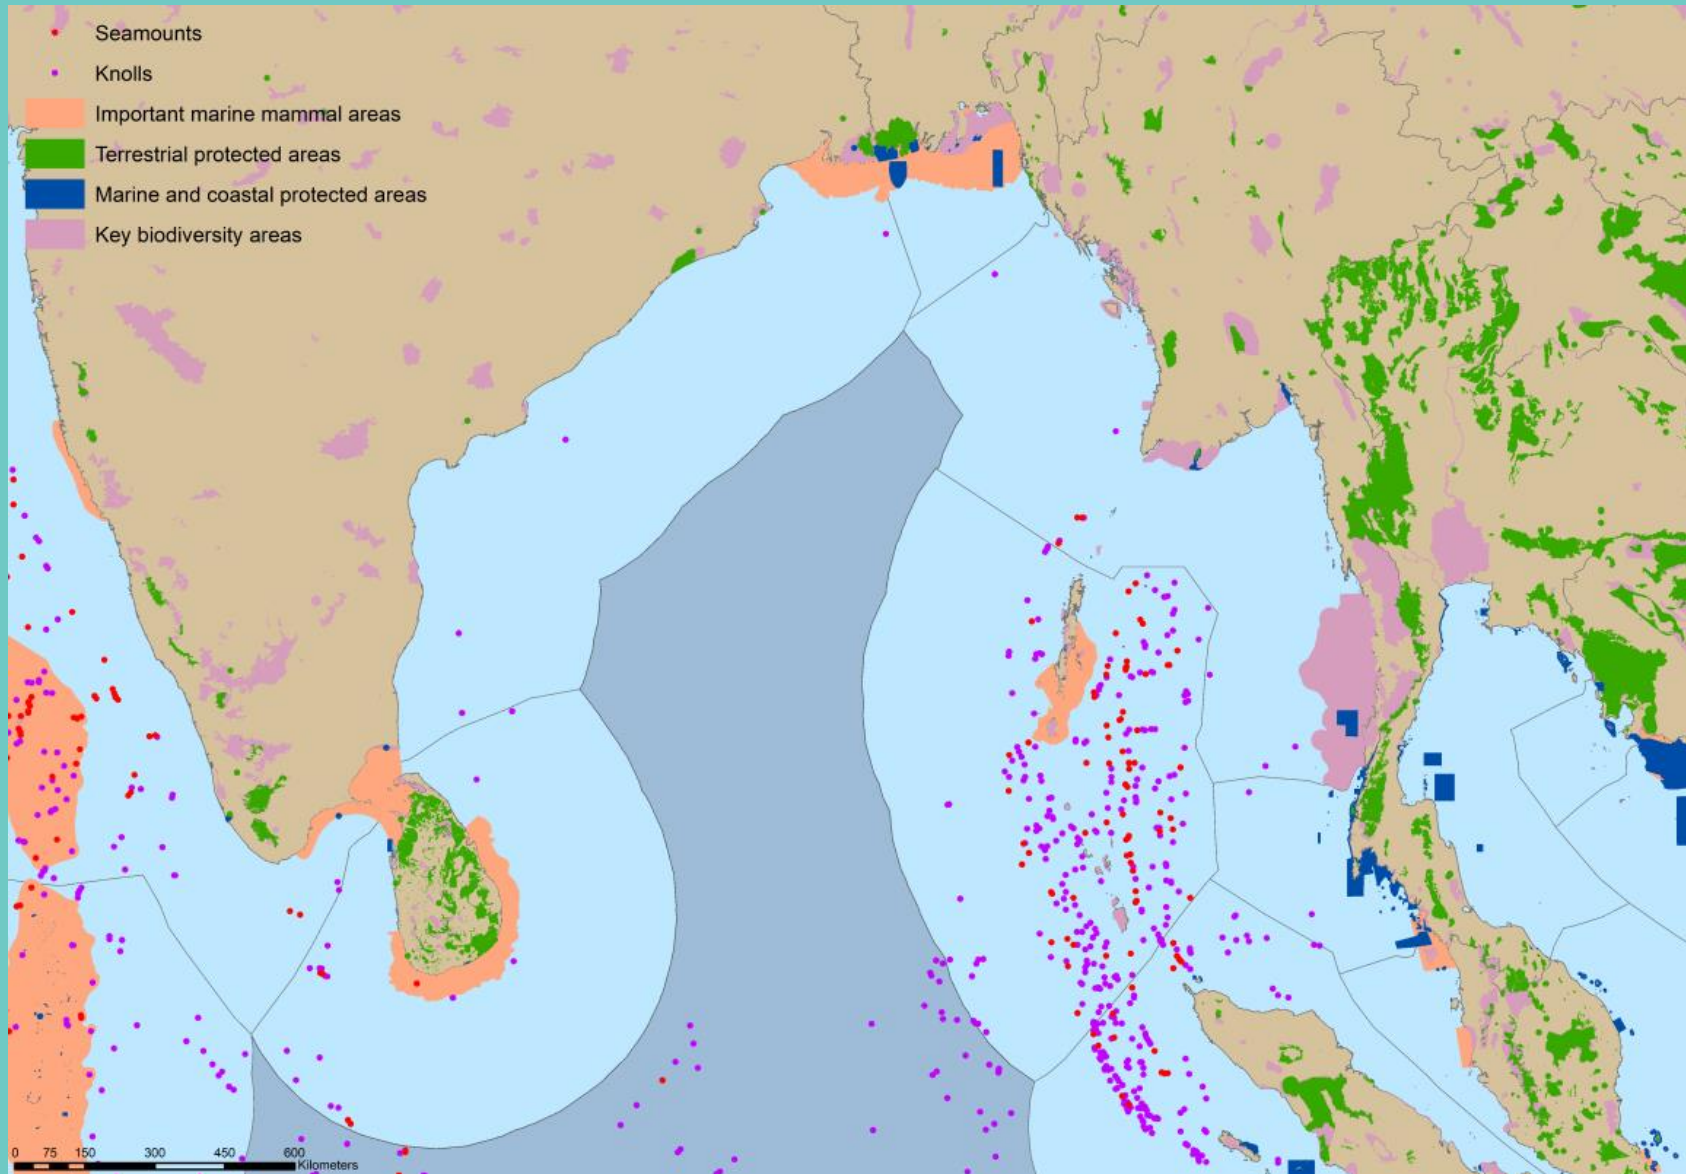 Seamounts
Knolls
Important marine mammal areas
Terrestrial protected areas
Marine and coastal protected areas
Key biodiversity areas
0 75 150 300 450 600
Kilometers